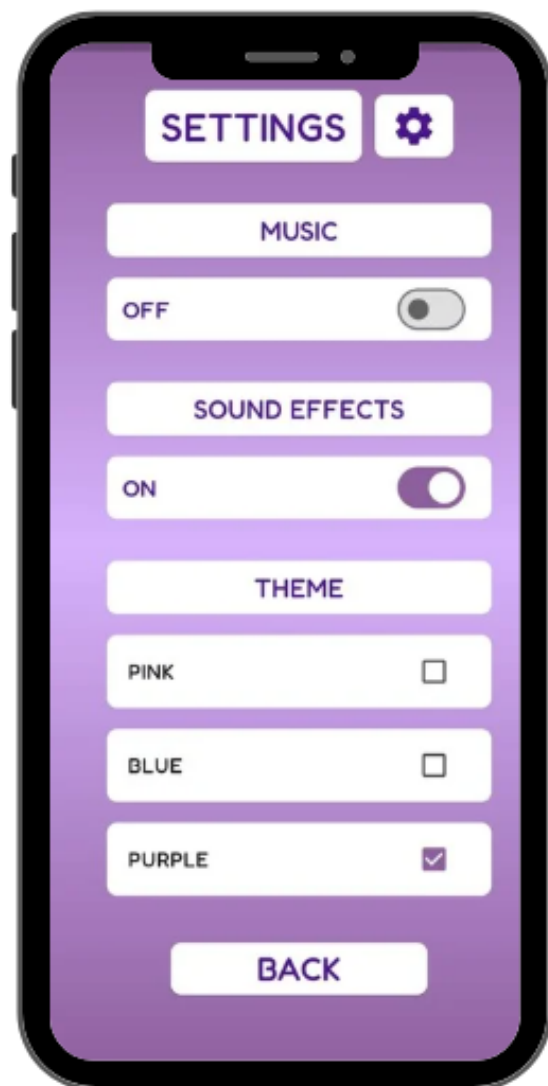 SETTINGS
MUSIC
OFF
SOUND EFFECTS
ON
THEME
PINK
BLUE
PURPLE
BACK